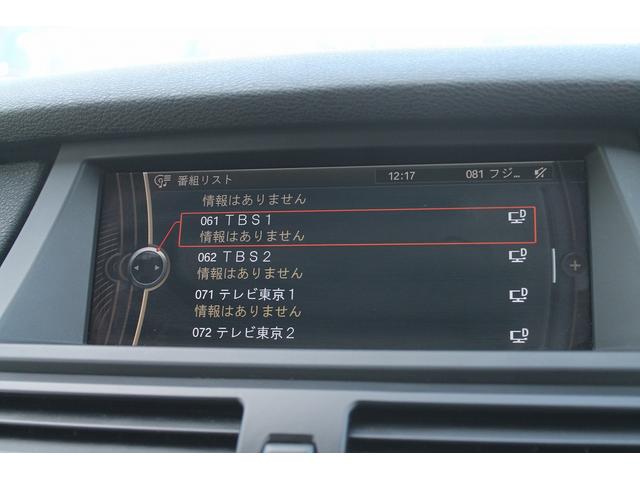 番組リスト 12:17 081 フジ...
情報はありません
061 ＴＢＳ１ D
情報はありません
062 ＴＢＳ２ D
情報はありません
071 テレビ東京１ D
情報はありません
072 テレビ東京２ D